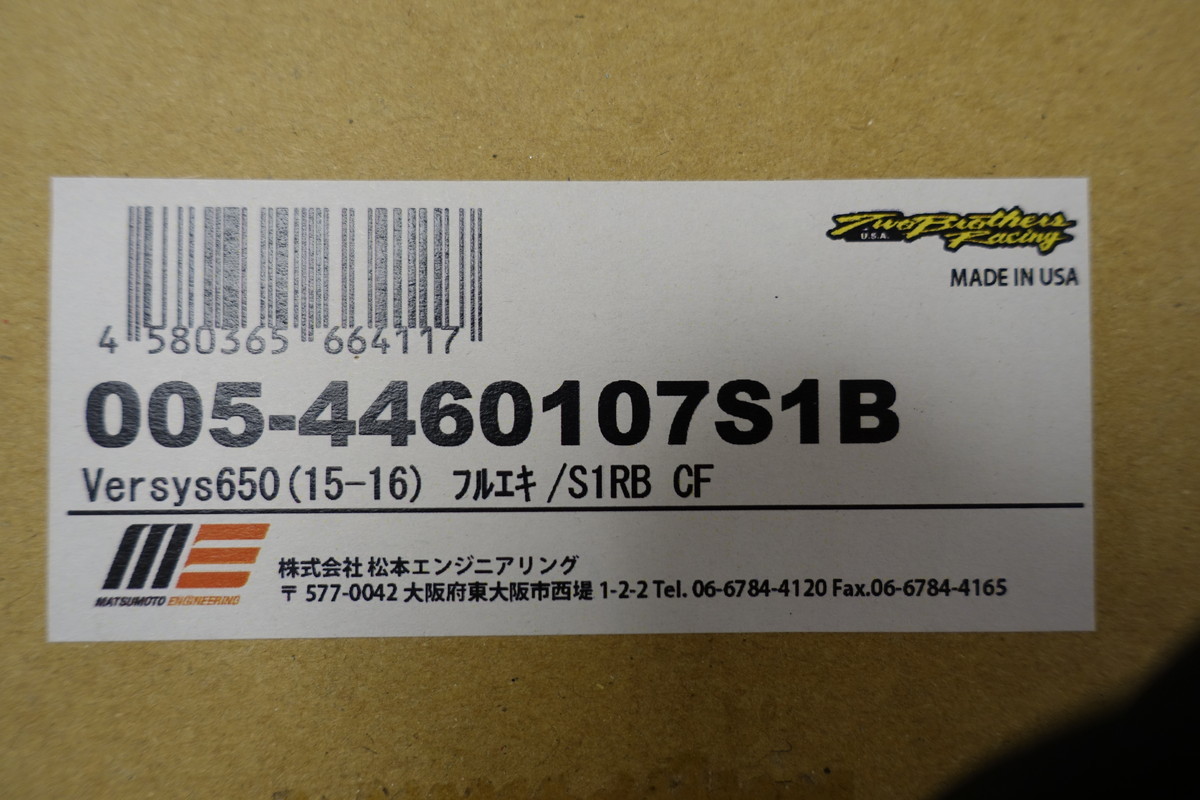 4 580365 664117
Two Brothers
U.S.A. Racing
MADE IN USA
005-4460107S1B
Versys650(15-16) ﾌﾙｴｷ /S1RB CF
ME
MATSUMOTO ENGINEERING
株式会社 松本エンジニアリング
〒 577-0042 大阪府東大阪市西堤 1-2-2 Tel. 06-6784-4120 Fax.06-6784-4165